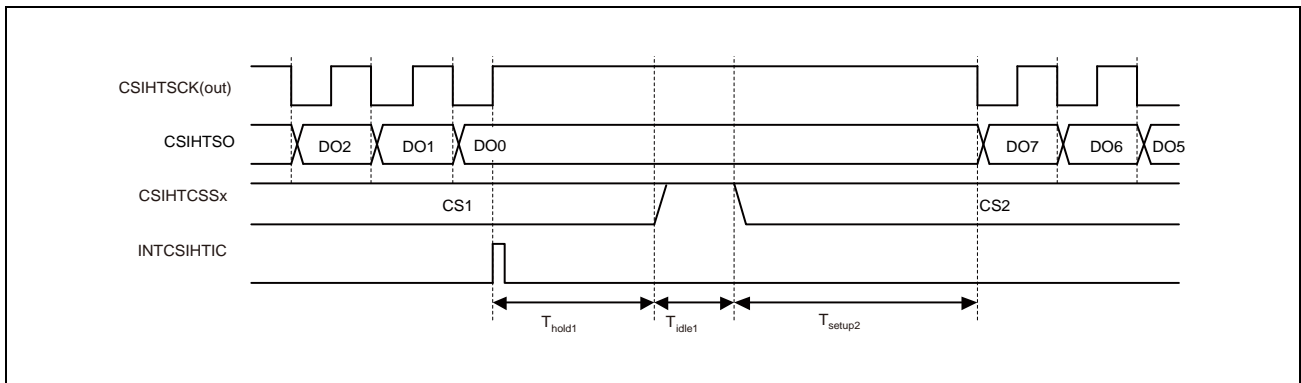 CSIHTSCK(out)
CSIHTSO DO2 DO1 DO0 DO7 DO6 DO5
CSIHTCSSx CS1 CS2
INTCSIHTIC
Thold1 Tidle1 Tsetup2